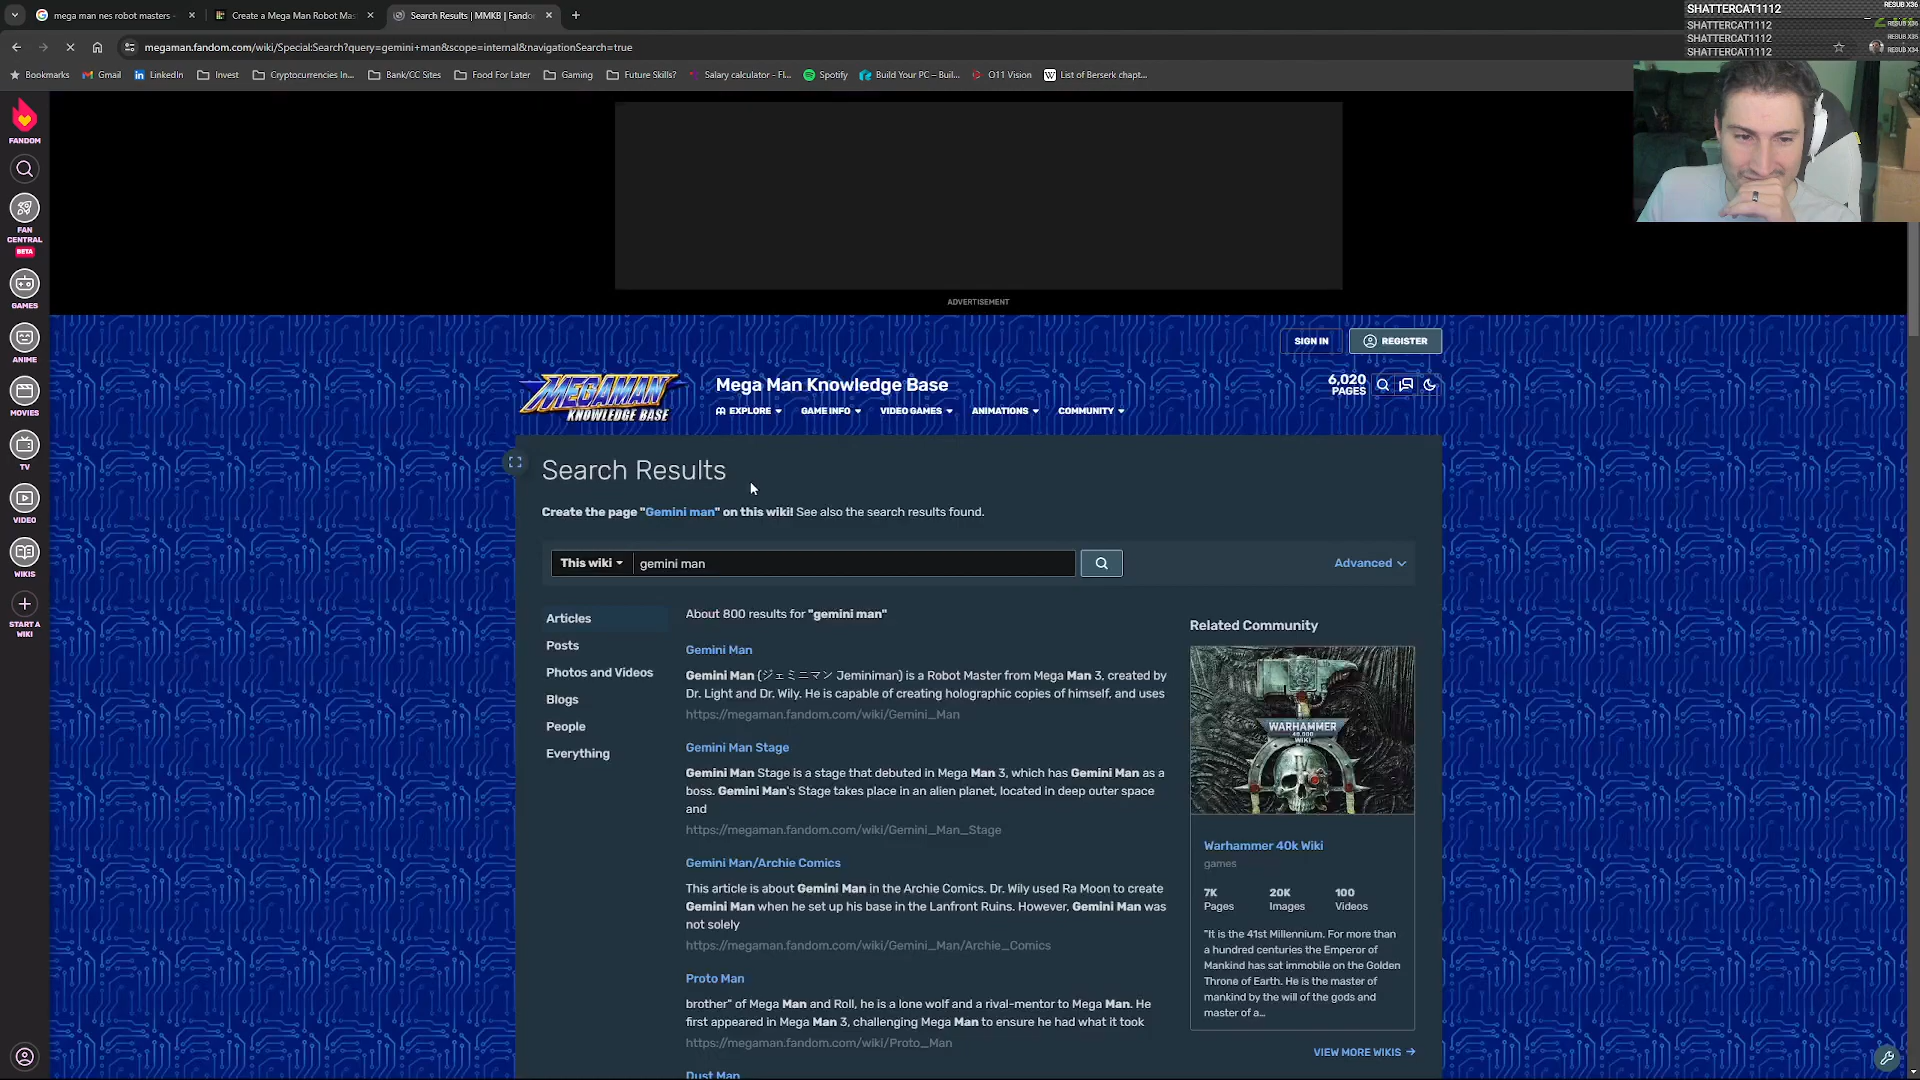 mega man nes robot masters -
Create a Mega Man Robot Mas
Search Results | MMKB | Fando
megaman.fandom.com/wiki/Special:Search?query=gemini+man&scope=internal&navigationSearch=true
Bookmarks
Gmail
LinkedIn
Invest
Cryptocurrencies In...
Bank/CC Sites
Food For Later
Gaming
Future Skills?
Salary calculator - Fl...
Spotify
Build Your PC – Buil...
O11 Vision
List of Berserk chapt...
SHATTERCAT1112
RESUB X36
SHATTERCAT1112
SHATTERCAT1112
RESUB X35
SHATTERCAT1112
RESUB X34
FANDOM
FAN
CENTRAL
BETA
GAMES
ANIME
MOVIES
TV
VIDEO
WIKIS
START A
WIKI
ADVERTISEMENT
SIGN IN
REGISTER
MEGAMAN
KNOWLEDGE BASE
Mega Man Knowledge Base
6,020
PAGES
EXPLORE
GAME INFO
VIDEO GAMES
ANIMATIONS
COMMUNITY
Search Results
Create the page "Gemini man" on this wiki! See also the search results found.
This wiki
gemini man
Advanced
Articles
Posts
Photos and Videos
Blogs
People
Everything
About 800 results for "gemini man"
Gemini Man
Gemini Man (ジェミニマン Jeminiman) is a Robot Master from Mega Man 3, created by
Dr. Light and Dr. Wily. He is capable of creating holographic copies of himself, and uses
https://megaman.fandom.com/wiki/Gemini_Man
Gemini Man Stage
Gemini Man Stage is a stage that debuted in Mega Man 3, which has Gemini Man as a
boss. Gemini Man's Stage takes place in an alien planet, located in deep outer space
and
https://megaman.fandom.com/wiki/Gemini_Man_Stage
Gemini Man/Archie Comics
This article is about Gemini Man in the Archie Comics. Dr. Wily used Ra Moon to create
Gemini Man when he set up his base in the Lanfront Ruins. However, Gemini Man was
not solely
https://megaman.fandom.com/wiki/Gemini_Man/Archie_Comics
Proto Man
brother" of Mega Man and Roll, he is a lone wolf and a rival-mentor to Mega Man. He
first appeared in Mega Man 3, challenging Mega Man to ensure he had what it took
https://megaman.fandom.com/wiki/Proto_Man
Dust Man
Related Community
WARHAMMER
40,000
WIKI
Warhammer 40k Wiki
games
7K
Pages
20K
Images
100
Videos
"It is the 41st Millennium. For more than
a hundred centuries the Emperor of
Mankind has sat immobile on the Golden
Throne of Earth. He is the master of
mankind by the will of the gods and
master of a...
VIEW MORE WIKIS